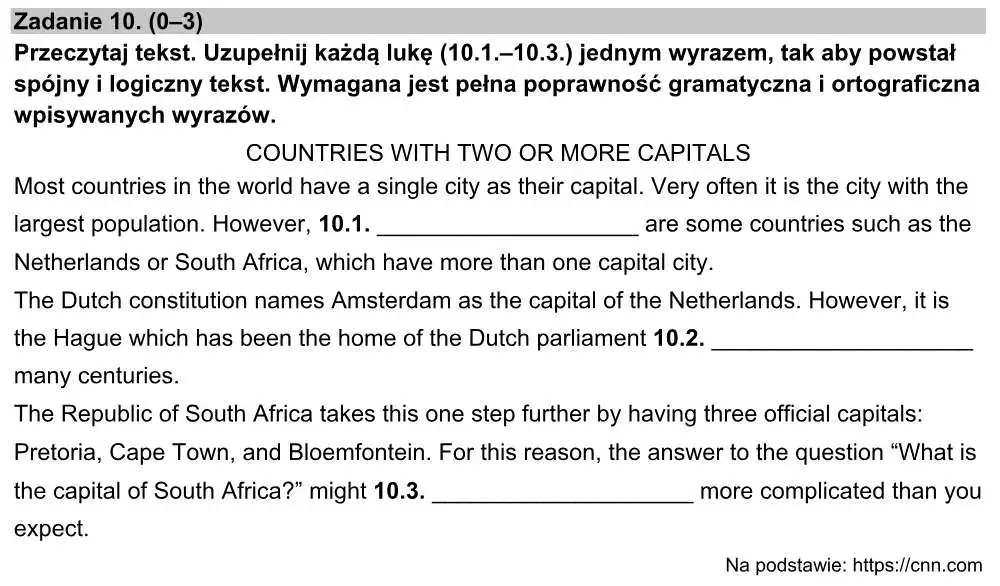 Zadanie 10. (0–3)
Przeczytaj tekst. Uzupełnij każdą lukę (10.1.–10.3.) jednym wyrazem, tak aby powstał
spójny i logiczny tekst. Wymagana jest pełna poprawność gramatyczna i ortograficzna
wpisywanych wyrazów.
COUNTRIES WITH TWO OR MORE CAPITALS
Most countries in the world have a single city as their capital. Very often it is the city with the
largest population. However, 10.1. ____________________ are some countries such as the
Netherlands or South Africa, which have more than one capital city.
The Dutch constitution names Amsterdam as the capital of the Netherlands. However, it is
the Hague which has been the home of the Dutch parliament 10.2. ____________________
many centuries.
The Republic of South Africa takes this one step further by having three official capitals:
Pretoria, Cape Town, and Bloemfontein. For this reason, the answer to the question “What is
the capital of South Africa?” might 10.3. ____________________ more complicated than you
expect.
Na podstawie: https://cnn.com